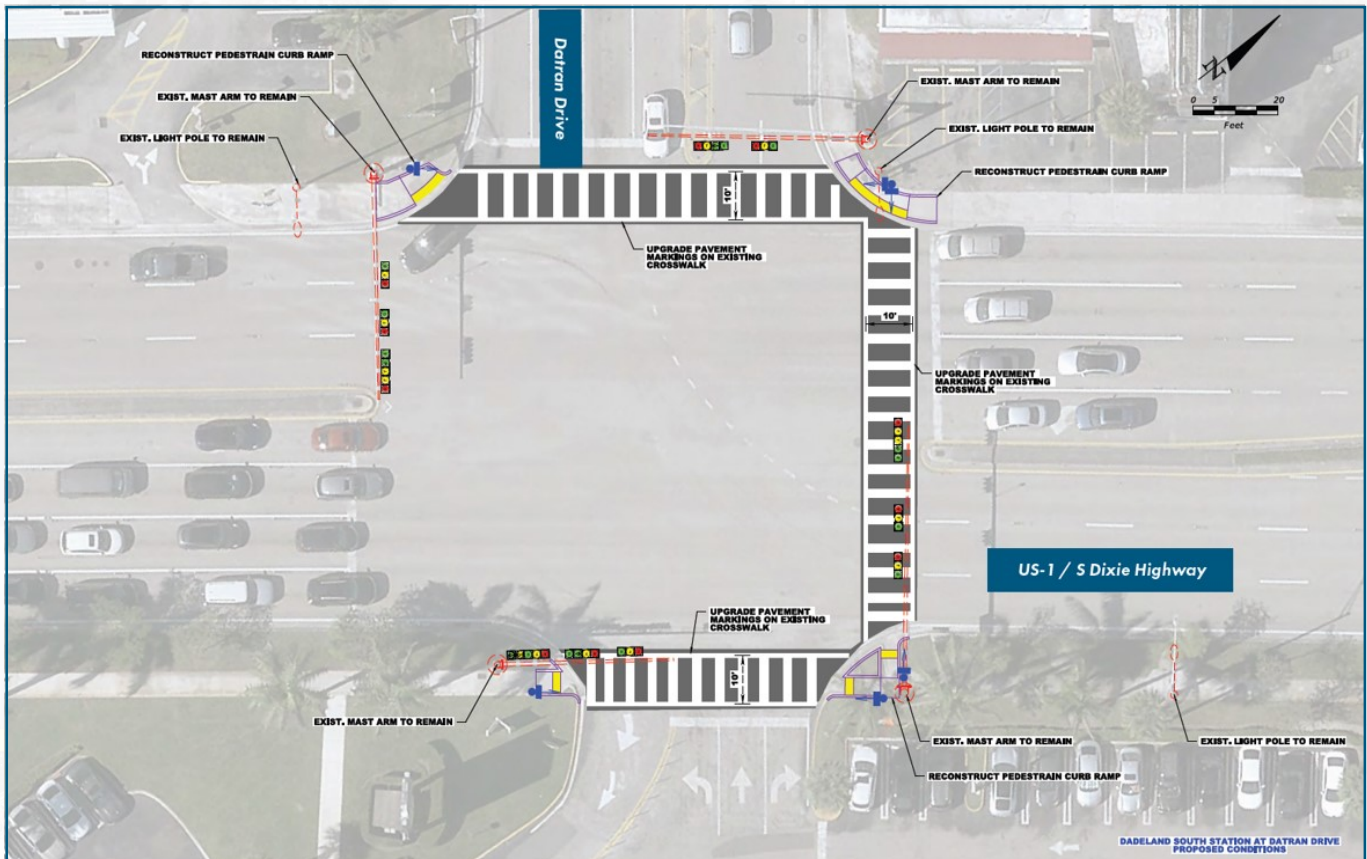 RECONSTRUCT PEDESTRAIN CURB RAMP
EXIST. MAST ARM TO REMAIN
EXIST. LIGHT POLE TO REMAIN
Datran Drive
EXIST. MAST ARM TO REMAIN
EXIST. LIGHT POLE TO REMAIN
RECONSTRUCT PEDESTRAIN CURB RAMP
N
0 5 20
Feet
10'
UPGRADE PAVEMENT
MARKINGS ON EXISTING
CROSSWALK
10'
UPGRADE PAVEMENT
MARKINGS ON EXISTING
CROSSWALK
US-1 / S Dixie Highway
UPGRADE PAVEMENT
MARKINGS ON EXISTING
CROSSWALK
10'
EXIST. MAST ARM TO REMAIN
EXIST. MAST ARM TO REMAIN
EXIST. LIGHT POLE TO REMAIN
RECONSTRUCT PEDESTRAIN CURB RAMP
DADELAND SOUTH STATION AT DATRAN DRIVE
PROPOSED CONDITIONS